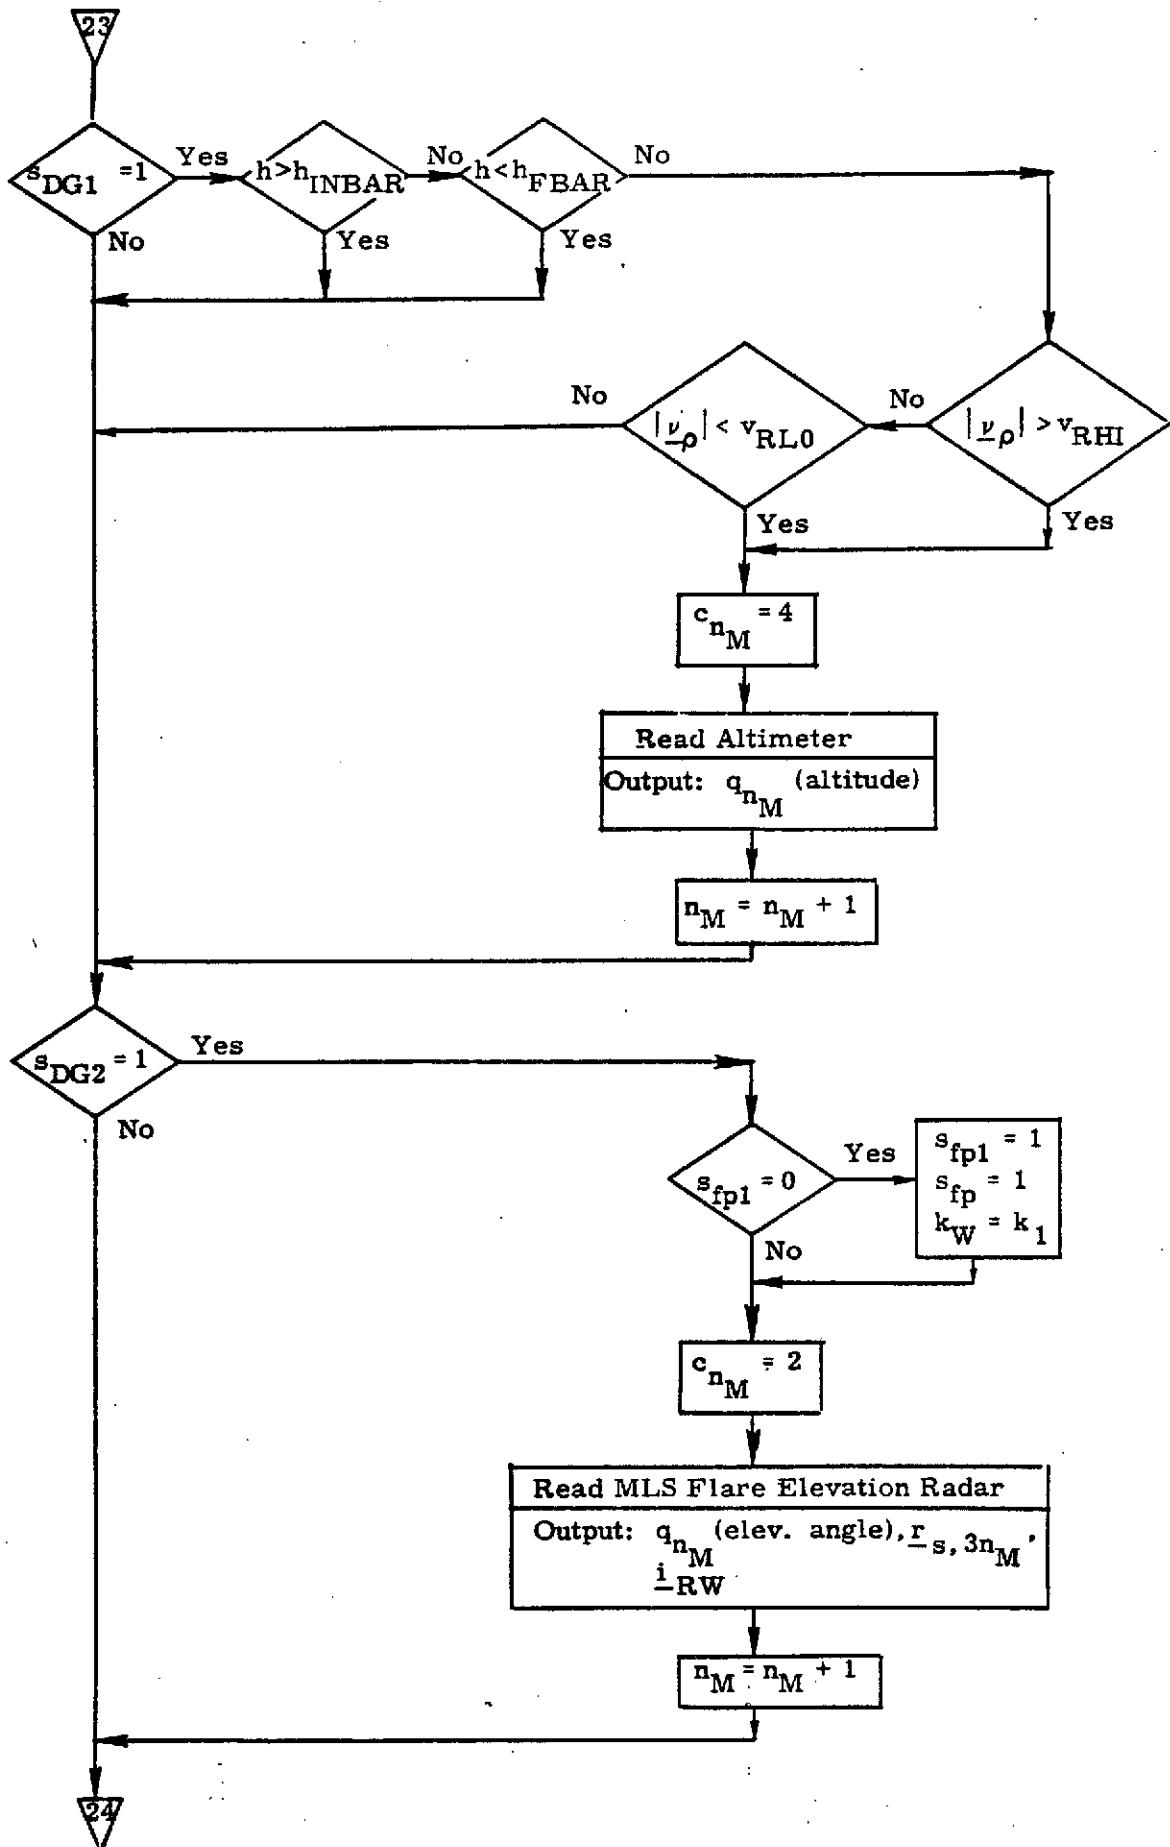 23
s_DG1 = 1
Yes
No
h>h_INBAR
No
Yes
h<h_FBAR
No
Yes
|ν_ρ| > v_RHI
No
Yes
|ν_ρ| < v_RL0
No
Yes
c_n_M = 4
Read Altimeter
Output: q_n_M (altitude)
n_M = n_M + 1
s_DG2 = 1
Yes
No
s_fp1 = 0
Yes
No
s_fp1 = 1
s_fp = 1
k_W = k_1
c_n_M = 2
Read MLS Flare Elevation Radar
Output: q_n_M (elev. angle), r_s, 3n_M,
i_RW
n_M = n_M + 1
24